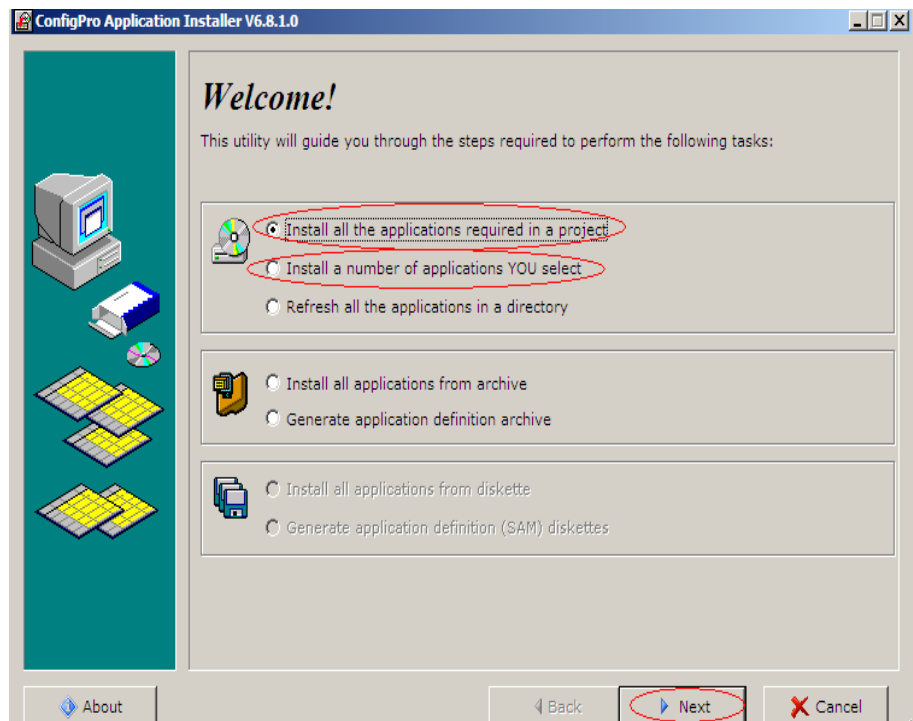 ConfigPro Application Installer V6.8.1.0
Welcome!
This utility will guide you through the steps required to perform the following tasks:
Install all the applications required in a project
Install a number of applications YOU select
Refresh all the applications in a directory
Install all applications from archive
Generate application definition archive
Install all applications from diskette
Generate application definition (SAM) diskettes
About
Back
Next
Cancel